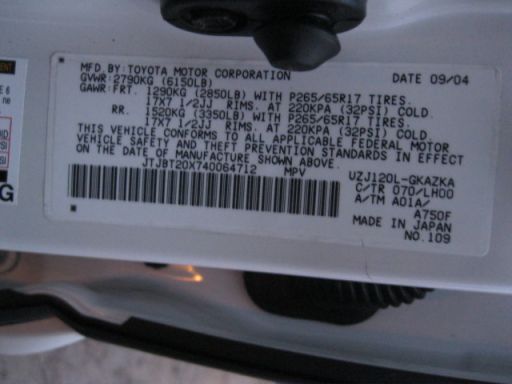 MFD. BY: TOYOTA MOTOR CORPORATION DATE 09/04
GVWR: 2790KG (6150LB)
GAWR: FRT. 1290KG (2850LB) WITH P265/65R17 TIRES.
17X7 1/2JJ RIMS. AT 220KPA (32PSI) COLD.
RR. 1520KG (3350LB) WITH P265/65R17 TIRES.
17X7 1/2JJ RIMS. AT 220KPA (32PSI) COLD.
THIS VEHICLE CONFORMS TO ALL APPLICABLE FEDERAL MOTOR
VEHICLE SAFETY AND THEFT PREVENTION STANDARDS IN EFFECT
ON THE DATE OF MANUFACTURE SHOWN ABOVE.
JTJBT20X740064712 MPV
UZJ120L-GKAZKA
C/TR 070/LH00
A/TM A01A/
A750F
MADE IN JAPAN
NO. 109